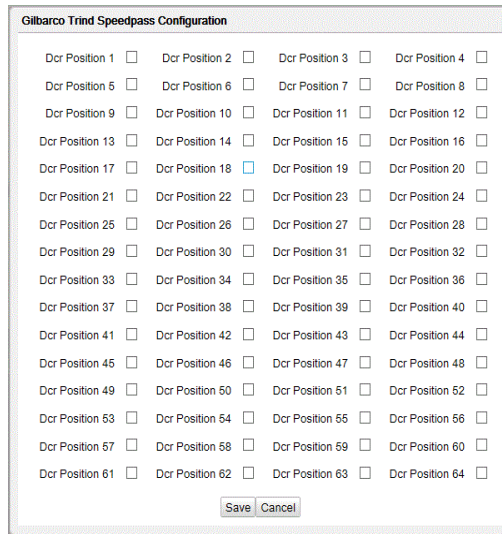 Gilbarco Trind Speedpass Configuration
Dcr Position 1 Dcr Position 2 Dcr Position 3 Dcr Position 4
Dcr Position 5 Dcr Position 6 Dcr Position 7 Dcr Position 8
Dcr Position 9 Dcr Position 10 Dcr Position 11 Dcr Position 12
Dcr Position 13 Dcr Position 14 Dcr Position 15 Dcr Position 16
Dcr Position 17 Dcr Position 18 Dcr Position 19 Dcr Position 20
Dcr Position 21 Dcr Position 22 Dcr Position 23 Dcr Position 24
Dcr Position 25 Dcr Position 26 Dcr Position 27 Dcr Position 28
Dcr Position 29 Dcr Position 30 Dcr Position 31 Dcr Position 32
Dcr Position 33 Dcr Position 34 Dcr Position 35 Dcr Position 36
Dcr Position 37 Dcr Position 38 Dcr Position 39 Dcr Position 40
Dcr Position 41 Dcr Position 42 Dcr Position 43 Dcr Position 44
Dcr Position 45 Dcr Position 46 Dcr Position 47 Dcr Position 48
Dcr Position 49 Dcr Position 50 Dcr Position 51 Dcr Position 52
Dcr Position 53 Dcr Position 54 Dcr Position 55 Dcr Position 56
Dcr Position 57 Dcr Position 58 Dcr Position 59 Dcr Position 60
Dcr Position 61 Dcr Position 62 Dcr Position 63 Dcr Position 64
Save Cancel